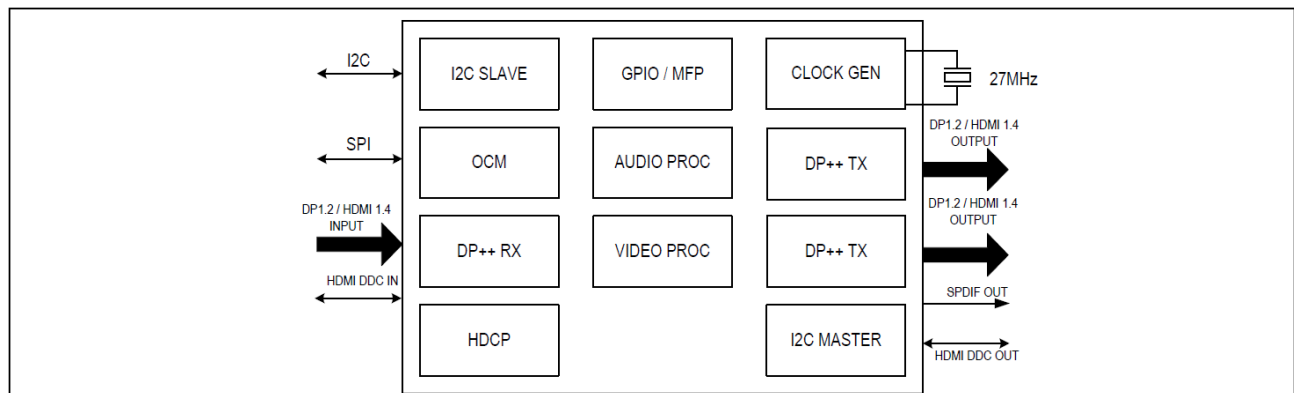 I2C
I2C SLAVE
GPIO / MFP
CLOCK GEN
27MHz
SPI
OCM
AUDIO PROC
DP++ TX
DP1.2 / HDMI 1.4
OUTPUT
DP1.2 / HDMI 1.4
INPUT
DP++ RX
VIDEO PROC
DP++ TX
DP1.2 / HDMI 1.4
OUTPUT
HDMI DDC IN
SPDIF OUT
HDCP
I2C MASTER
HDMI DDC OUT